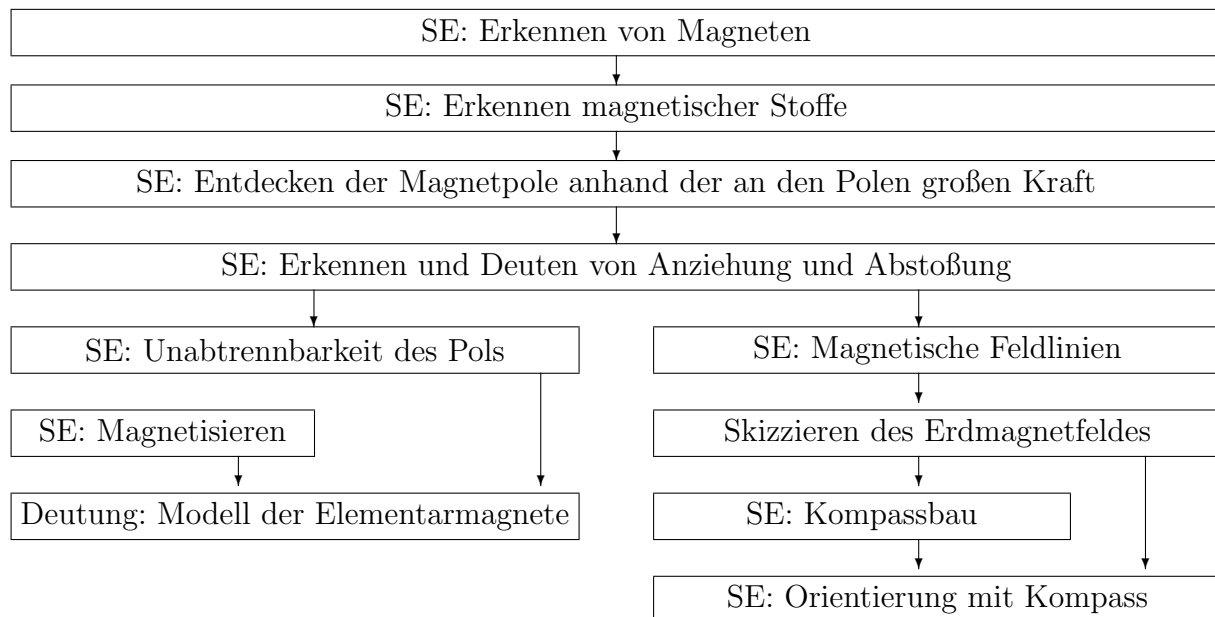 SE: Erkennen von Magneten
SE: Erkennen magnetischer Stoffe
SE: Entdecken der Magnetpole anhand der an den Polen großen Kraft
SE: Erkennen und Deuten von Anziehung und Abstoßung
SE: Unabtrennbarkeit des Pols
SE: Magnetische Feldlinien
SE: Magnetisieren
Skizzieren des Erdmagnetfeldes
Deutung: Modell der Elementarmagnete
SE: Kompassbau
SE: Orientierung mit Kompass